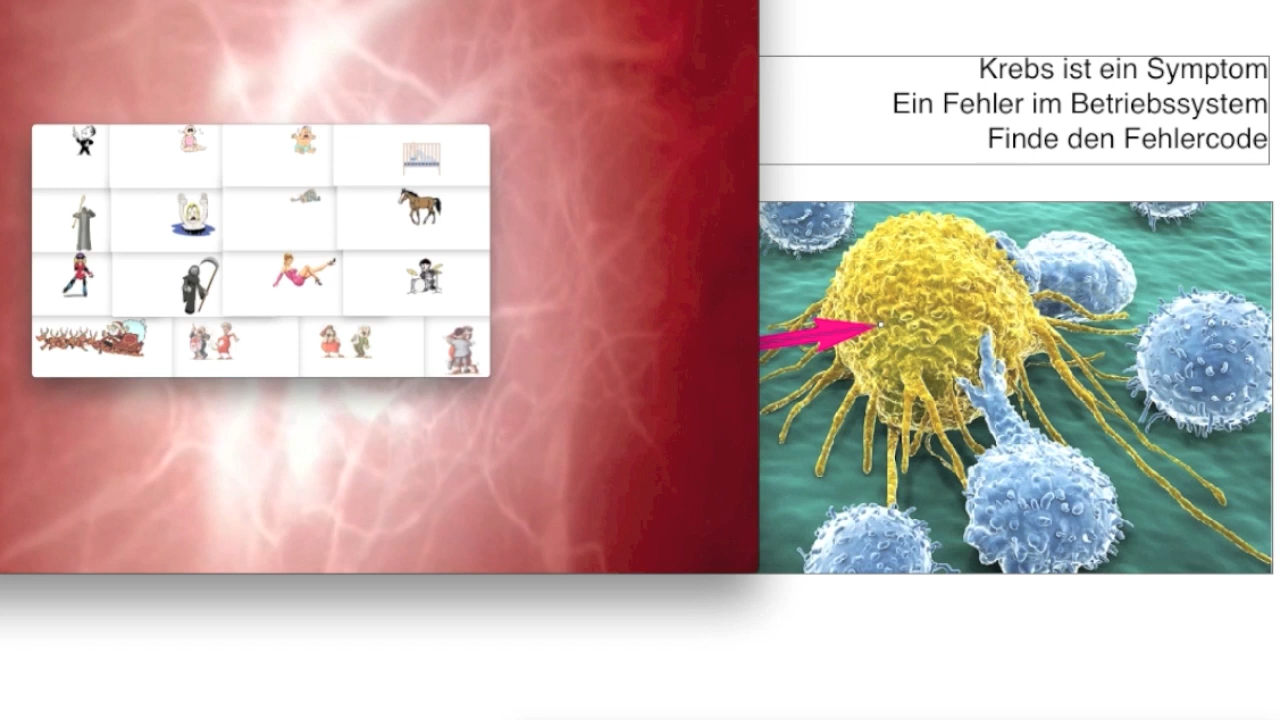 Krebs ist ein Symptom
Ein Fehler im Betriebssystem
Finde den Fehlercode